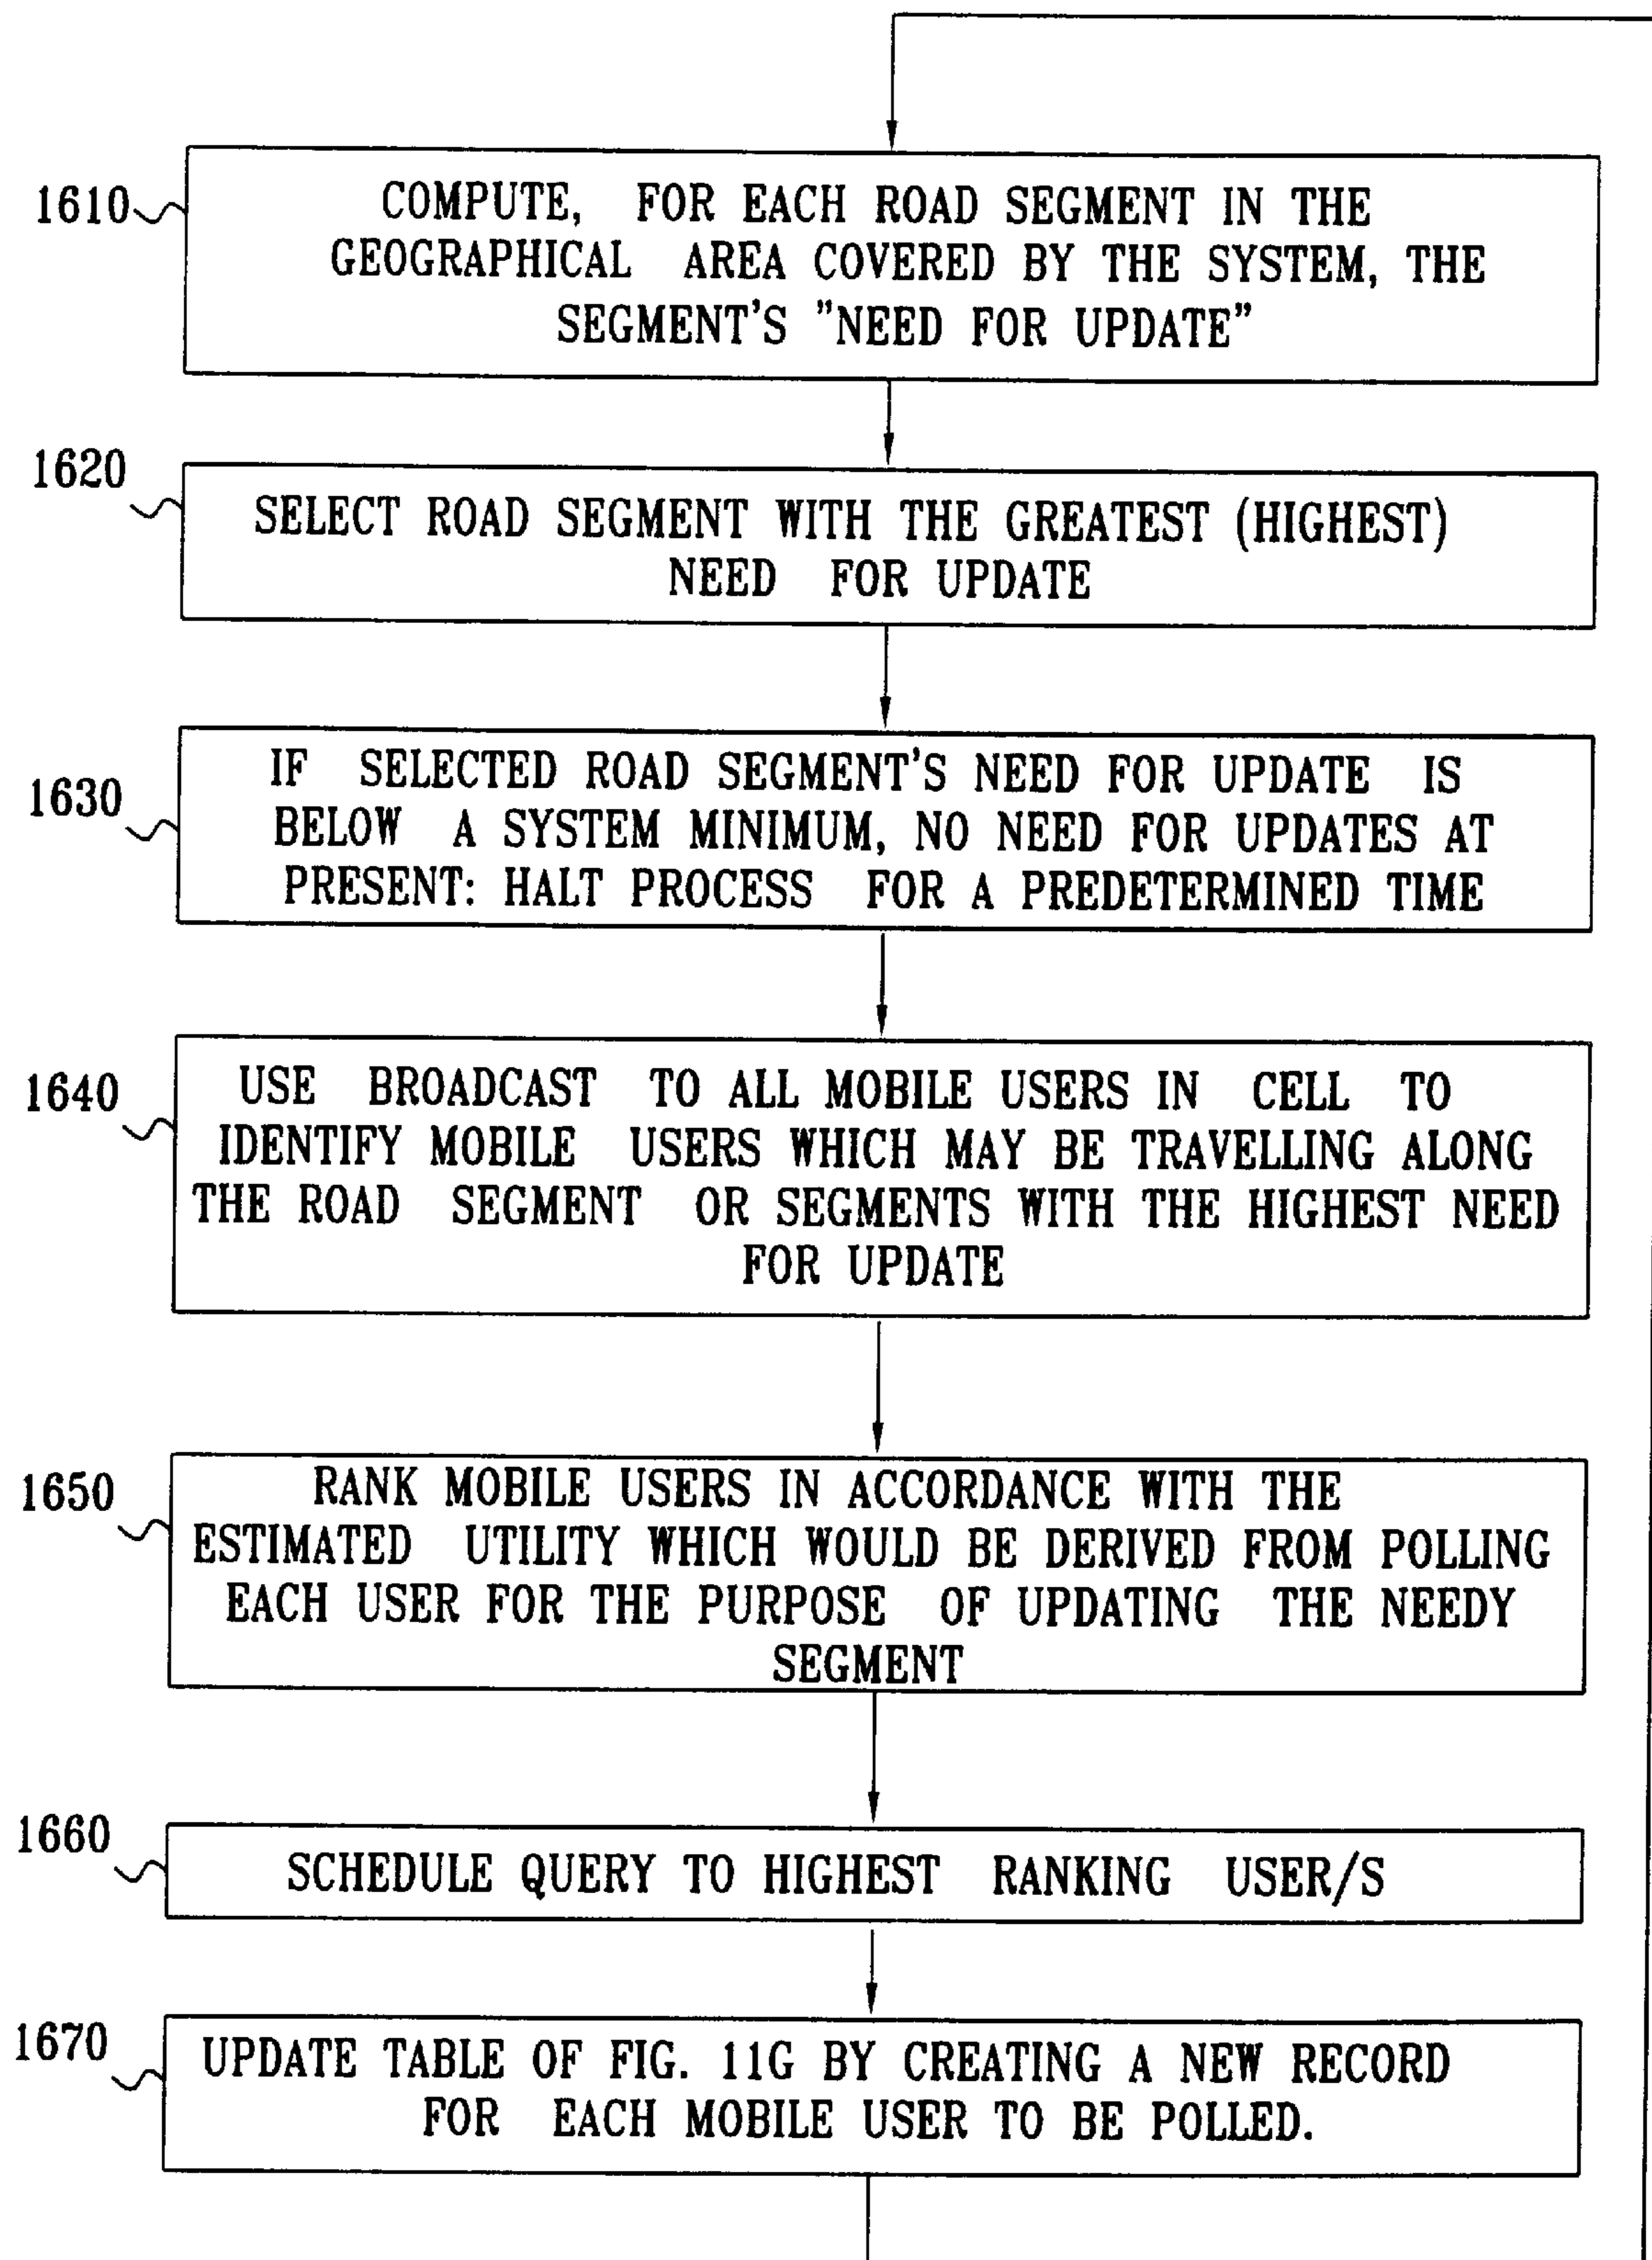 1610
COMPUTE, FOR EACH ROAD SEGMENT IN THE
GEOGRAPHICAL AREA COVERED BY THE SYSTEM, THE
SEGMENT'S "NEED FOR UPDATE"
1620
SELECT ROAD SEGMENT WITH THE GREATEST (HIGHEST)
NEED FOR UPDATE
1630
IF SELECTED ROAD SEGMENT'S NEED FOR UPDATE IS
BELOW A SYSTEM MINIMUM, NO NEED FOR UPDATES AT
PRESENT: HALT PROCESS FOR A PREDETERMINED TIME
1640
USE BROADCAST TO ALL MOBILE USERS IN CELL TO
IDENTIFY MOBILE USERS WHICH MAY BE TRAVELLING ALONG
THE ROAD SEGMENT OR SEGMENTS WITH THE HIGHEST NEED
FOR UPDATE
1650
RANK MOBILE USERS IN ACCORDANCE WITH THE
ESTIMATED UTILITY WHICH WOULD BE DERIVED FROM POLLING
EACH USER FOR THE PURPOSE OF UPDATING THE NEEDY
SEGMENT
1660
SCHEDULE QUERY TO HIGHEST RANKING USER/S
1670
UPDATE TABLE OF FIG. 11G BY CREATING A NEW RECORD
FOR EACH MOBILE USER TO BE POLLED.